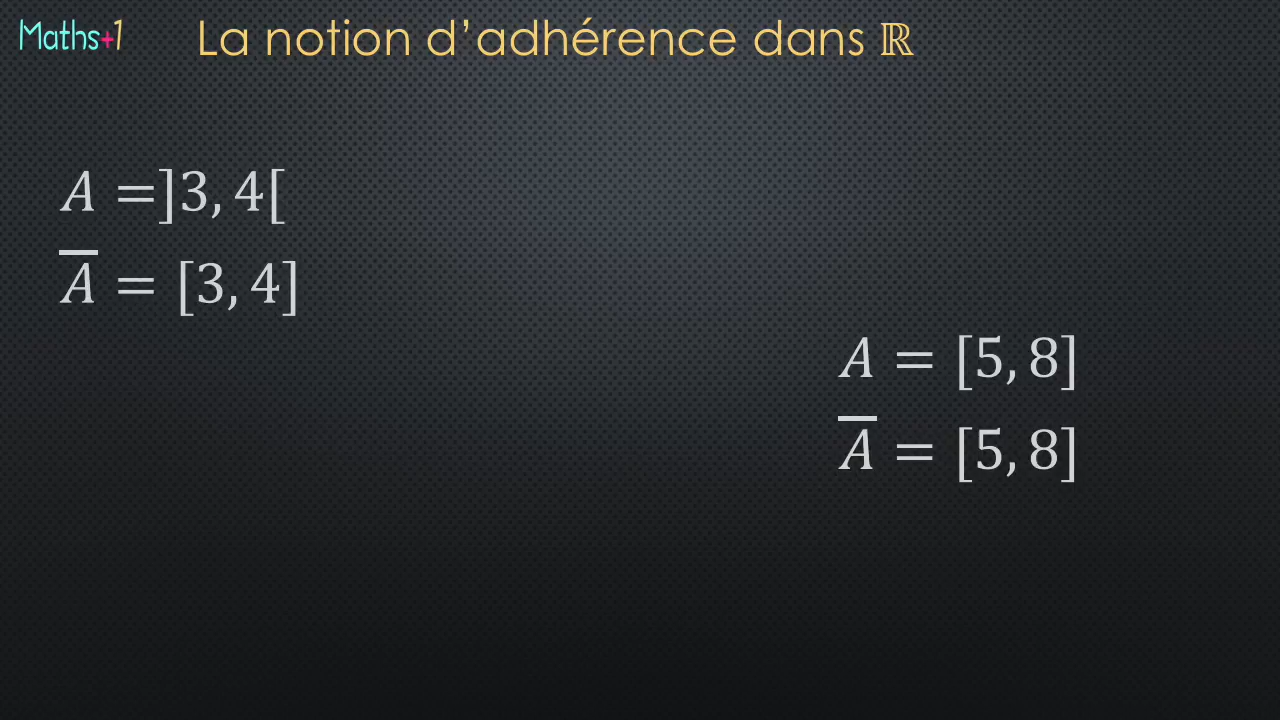 Maths+1
La notion d’adhérence dans ℝ
A =]3, 4[
A̅ = [3, 4]
A = [5, 8]
A̅ = [5, 8]